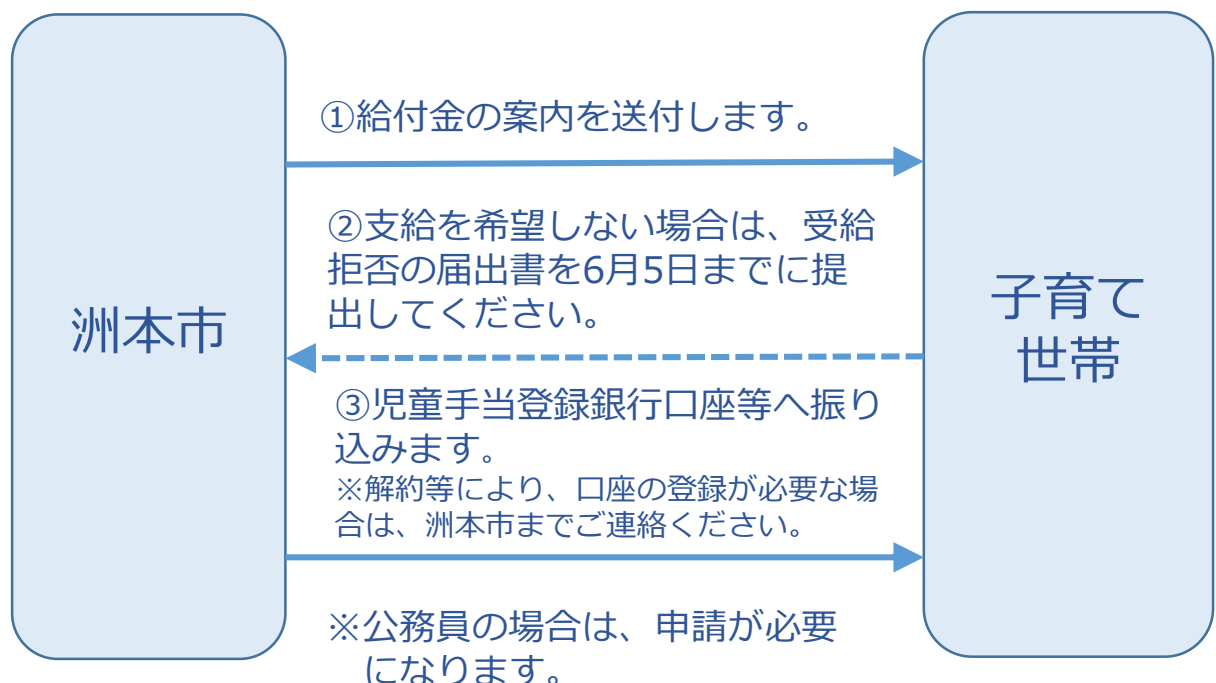 洲本市
①給付金の案内を送付します。
②支給を希望しない場合は、受給
拒否の届出書を6月5日までに提
出してください。
③児童手当登録銀行口座等へ振り
込みます。
※解約等により、口座の登録が必要な場
合は、洲本市までご連絡ください。
※公務員の場合は、申請が必要
になります。
子育て
世帯